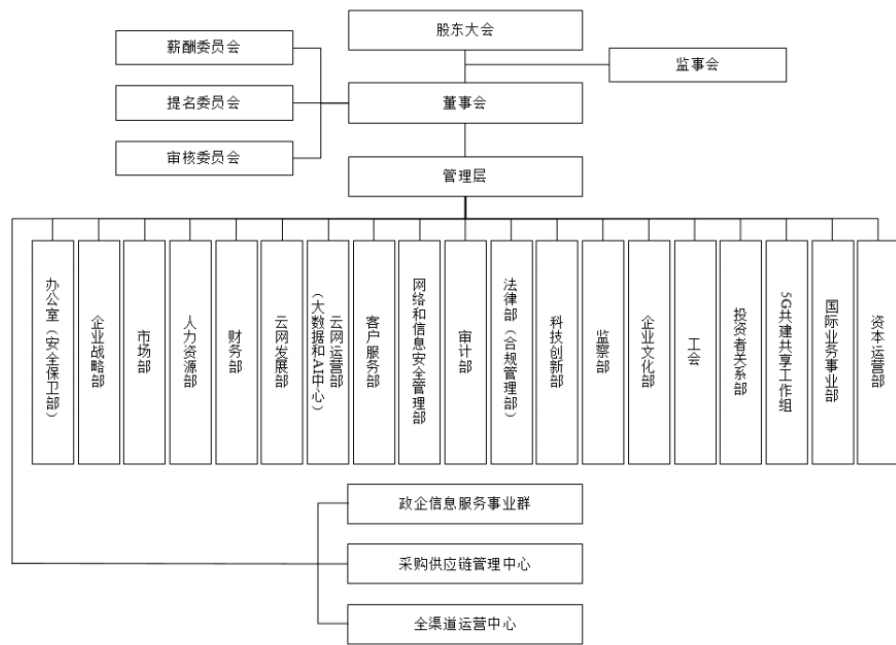 股东大会
薪酬委员会
监事会
提名委员会
董事会
审核委员会
管理层
办公室（安全保卫部）
企业战略部
市场部
人力资源部
财务部
云网发展部
云网运营部
（大数据和AI中心）
客户服务部
网络和信息安全管理部
审计部
法律部（合规管理部）
科技创新部
监察部
企业文化部
工会
投资者关系部
5G共建共享工作组
国际业务事业部
资本运营部
政企信息服务事业群
采购供应链管理中心
全渠道运营中心